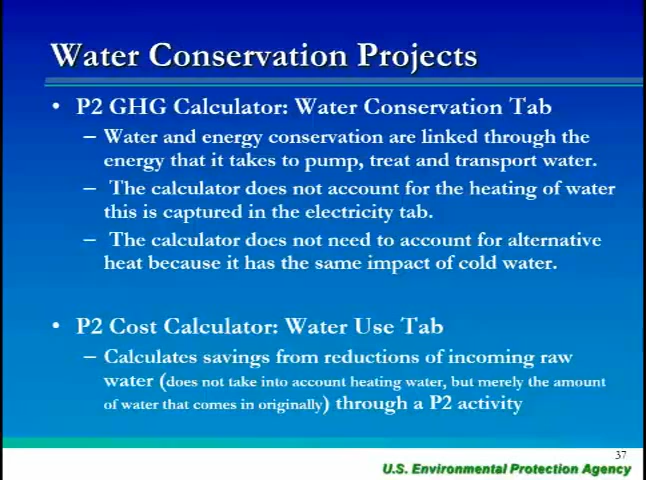 Water Conservation Projects
• P2 GHG Calculator: Water Conservation Tab
– Water and energy conservation are linked through the
energy that it takes to pump, treat and transport water.
– The calculator does not account for the heating of water
this is captured in the electricity tab.
– The calculator does not need to account for alternative
heat because it has the same impact of cold water.
• P2 Cost Calculator: Water Use Tab
– Calculates savings from reductions of incoming raw
water (does not take into account heating water, but merely the amount
of water that comes in originally) through a P2 activity
37
U.S. Environmental Protection Agency